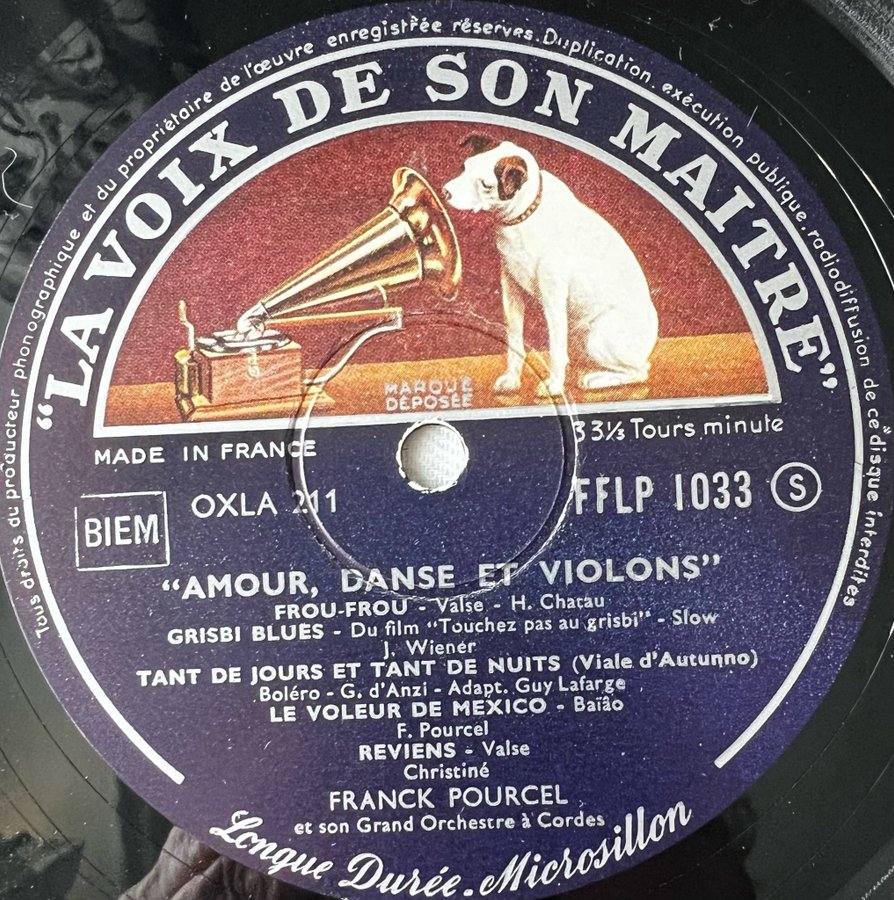 Tous droits du producteur phonographique et du propriétaire de l'œuvre enregistrée réservés. Duplication. exécution publique. radiodiffusion de ce disque interdites
"LA VOIX DE SON MAITRE"
MARQUE
DÉPOSÉE
MADE IN FRANCE
33⅓ Tours minute
BIEM
OXLA 211
FFLP 1033 S
"AMOUR, DANSE ET VIOLONS"
FROU-FROU - Valse - H. Chatau
GRISBI BLUES - Du film "Touchez pas au grisbi" - Slow
J. Wiener
TANT DE JOURS ET TANT DE NUITS (Viale d'Autunno)
Boléro - G. d'Anzi - Adapt. Guy Lafarge
LE VOLEUR DE MEXICO - Baïâo
F. Pourcel
REVIENS - Valse
Christiné
FRANCK POURCEL
et son Grand Orchestre à Cordes
Longue Durée - Microsillon